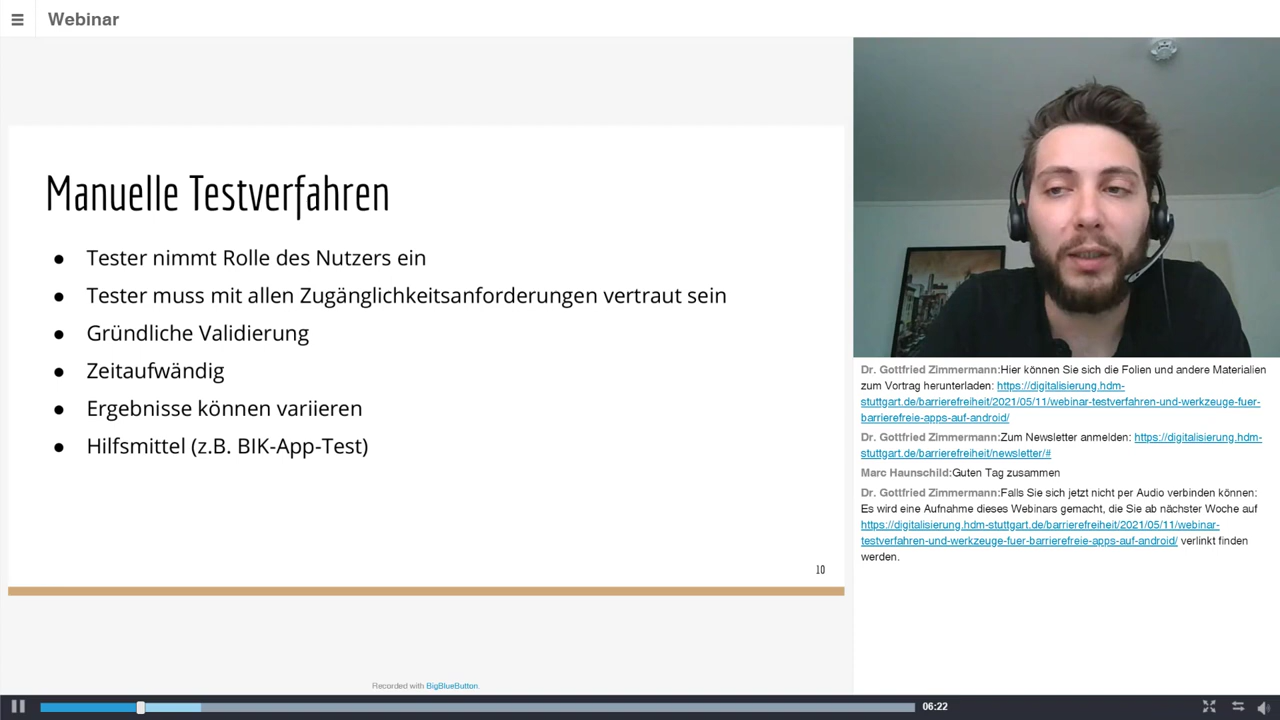 Webinar
Manuelle Testverfahren
● Tester nimmt Rolle des Nutzers ein
● Tester muss mit allen Zugänglichkeitsanforderungen vertraut sein
● Gründliche Validierung
● Zeitaufwändig
● Ergebnisse können variieren
● Hilfsmittel (z.B. BIK-App-Test)
10
Recorded with BigBlueButton.
Dr. Gottfried Zimmermann:Hier können Sie sich die Folien und andere Materialien
zum Vortrag herunterladen: https://digitalisierung.hdm-
stuttgart.de/barrierefreiheit/2021/05/11/webinar-testverfahren-und-werkzeuge-fuer-
barrierefreie-apps-auf-android/
Dr. Gottfried Zimmermann:Zum Newsletter anmelden: https://digitalisierung.hdm-
stuttgart.de/barrierefreiheit/newsletter/#
Marc Haunschild:Guten Tag zusammen
Dr. Gottfried Zimmermann:Falls Sie sich jetzt nicht per Audio verbinden können:
Es wird eine Aufnahme dieses Webinars gemacht, die Sie ab nächster Woche auf
https://digitalisierung.hdm-stuttgart.de/barrierefreiheit/2021/05/11/webinar-
testverfahren-und-werkzeuge-fuer-barrierefreie-apps-auf-android/ verlinkt finden
werden.
06:22